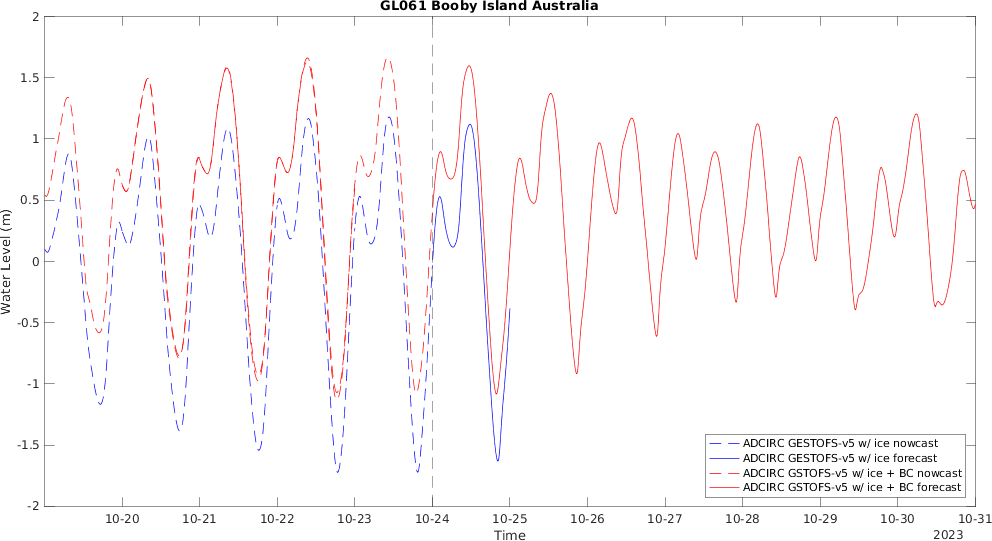 GL061 Booby Island Australia
2
1.5
1
0.5
0
-0.5
-1
-1.5
-2
Water Level (m)
ADCIRC GESTOFS-v5 w/ ice nowcast
ADCIRC GESTOFS-v5 w/ ice forecast
ADCIRC GSTOFS-v5 w/ ice + BC nowcast
ADCIRC GSTOFS-v5 w/ ice + BC forecast
10-20 10-21 10-22 10-23 10-24 10-25 10-26 10-27 10-28 10-29 10-30 10-31
Time 2023